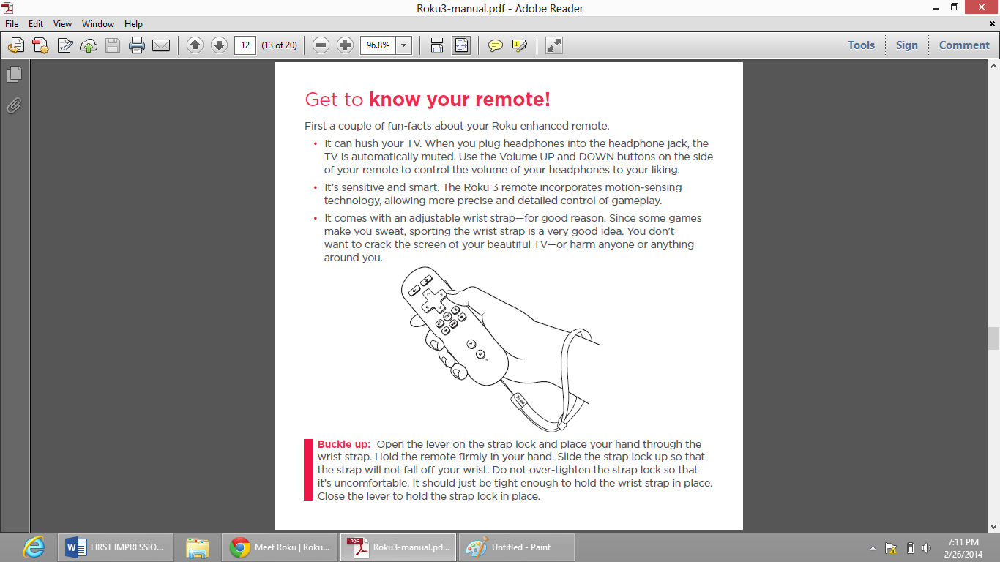 Roku3-manual.pdf - Adobe Reader
File Edit View Window Help
12 (13 of 20) 96.8% Tools Sign Comment
Get to know your remote!
First a couple of fun-facts about your Roku enhanced remote.
• It can hush your TV. When you plug headphones into the headphone jack, the
TV is automatically muted. Use the Volume UP and DOWN buttons on the side
of your remote to control the volume of your headphones to your liking.
• It's sensitive and smart. The Roku 3 remote incorporates motion-sensing
technology, allowing more precise and detailed control of gameplay.
• It comes with an adjustable wrist strap—for good reason. Since some games
make you sweat, sporting the wrist strap is a very good idea. You don't
want to crack the screen of your beautiful TV—or harm anyone or anything
around you.
OK
A
B
Roku
Buckle up: Open the lever on the strap lock and place your hand through the
wrist strap. Hold the remote firmly in your hand. Slide the strap lock up so that
the strap will not fall off your wrist. Do not over-tighten the strap lock so that
it's uncomfortable. It should just be tight enough to hold the wrist strap in place.
Close the lever to hold the strap lock in place.
FIRST IMPRESSIO... Meet Roku | Roku... PDF Roku3-manual.pd... Untitled - Paint
7:11 PM
2/26/2014